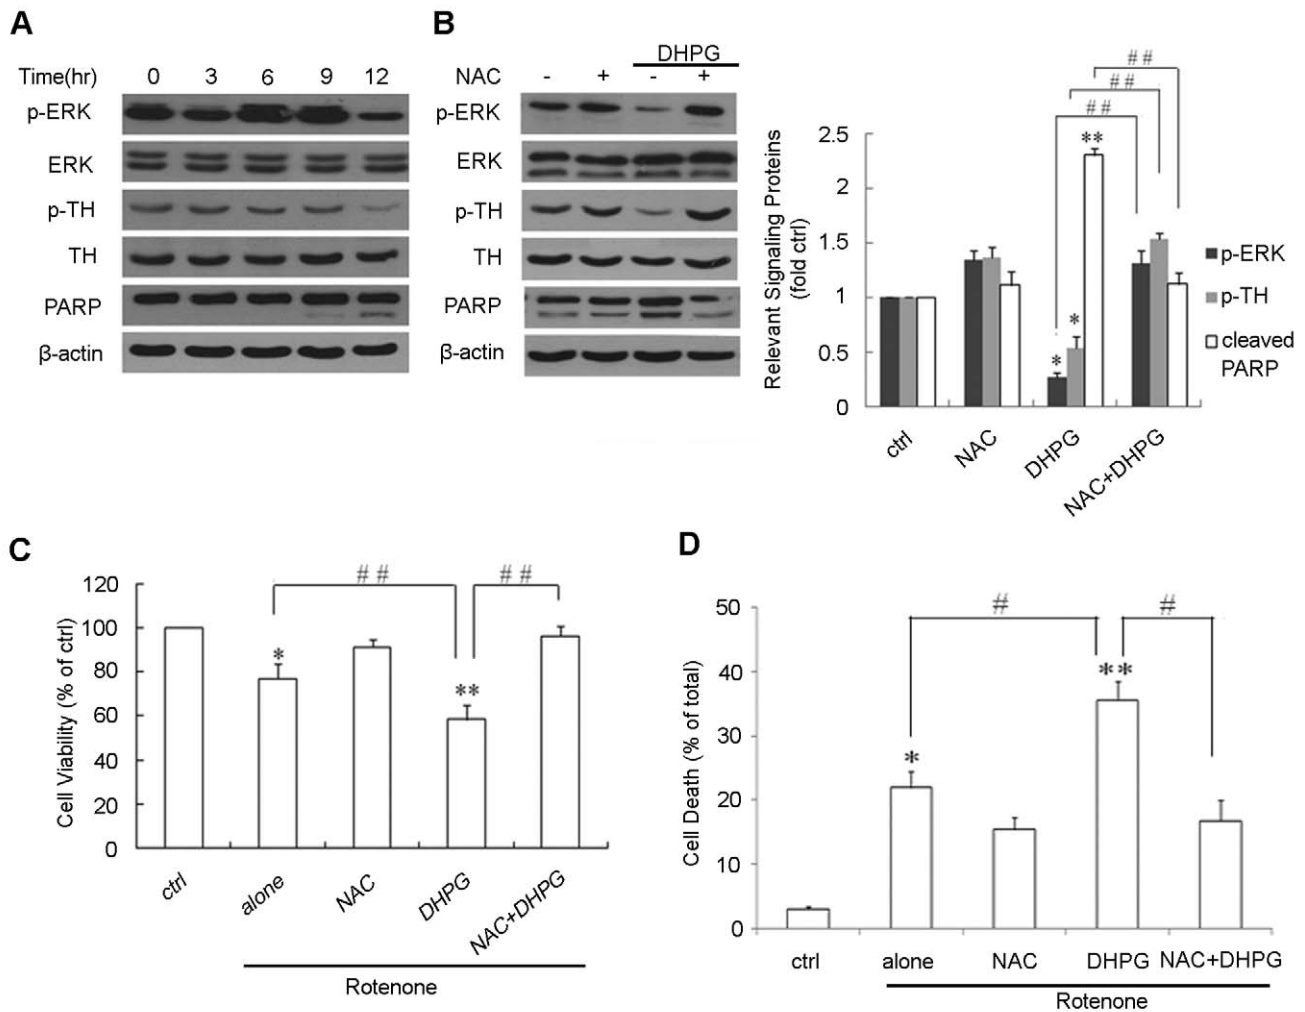 A
Time(hr) 0 3 6 9 12
p-ERK
ERK
p-TH
TH
PARP
β-actin
B
DHPG
NAC - + - +
p-ERK
ERK
p-TH
TH
PARP
β-actin
Relevant Signaling Proteins
(fold ctrl)
2.5
2
1.5
1
0.5
0
# #
# #
# #
**
*
*
ctrl
NAC
DHPG
NAC+DHPG
p-ERK
p-TH
cleaved
PARP
C
Cell Viability (% of ctrl)
120
100
80
60
40
20
0
# # # #
*
**
ctrl
alone
NAC
DHPG
NAC+DHPG
Rotenone
D
Cell Death (% of total)
50
40
30
20
10
0
# #
**
*
ctrl alone NAC DHPG NAC+DHPG
Rotenone